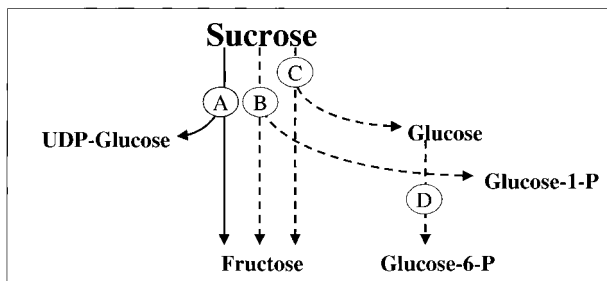 Sucrose
C
A B
Glucose
UDP-Glucose
Glucose-1-P
D
Fructose Glucose-6-P